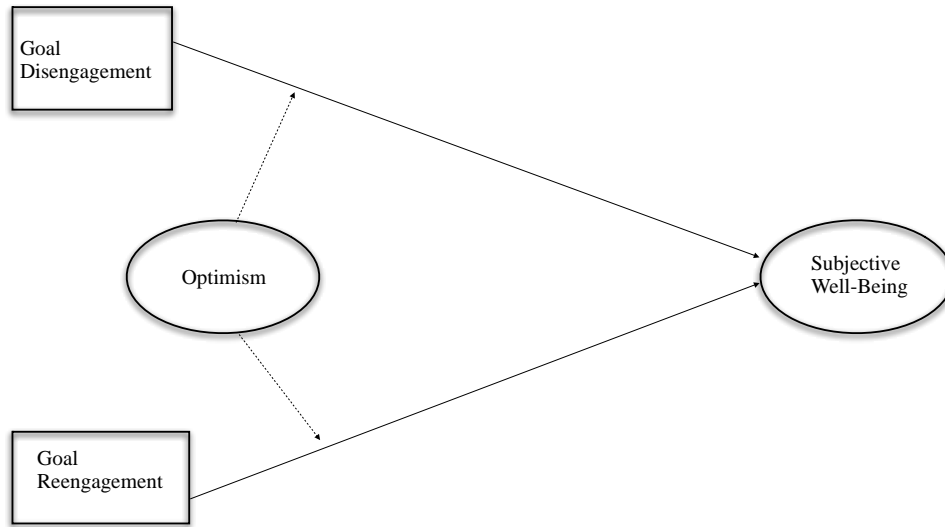 Goal
Disengagement
Optimism
Subjective
Well-Being
Goal
Reengagement